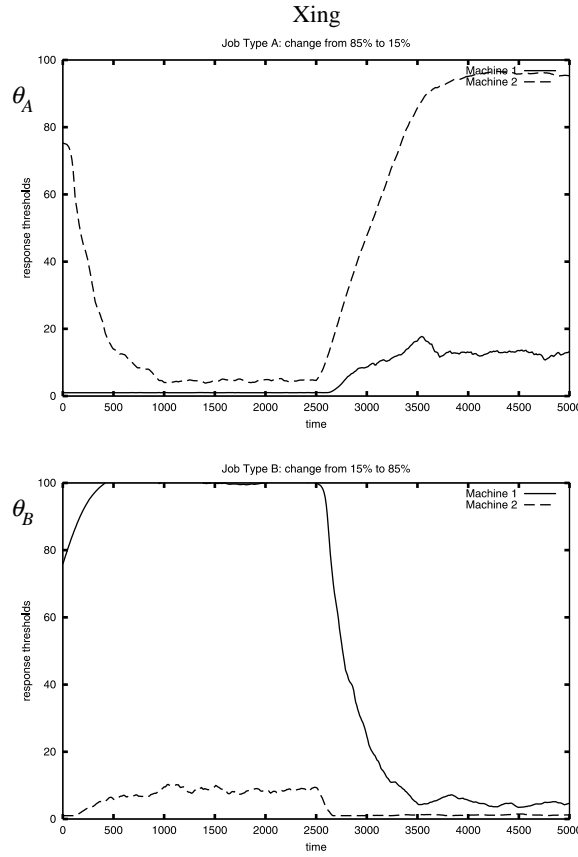 Xing
Job Type A: change from 85% to 15%
θA
response thresholds
100
80
60
40
20
0
Machine 1
Machine 2
0 500 1000 1500 2000 2500 3000 3500 4000 4500 5000
time
Job Type B: change from 15% to 85%
θB
response thresholds
100
80
60
40
20
0
Machine 1
Machine 2
0 500 1000 1500 2000 2500 3000 3500 4000 4500 5000
time